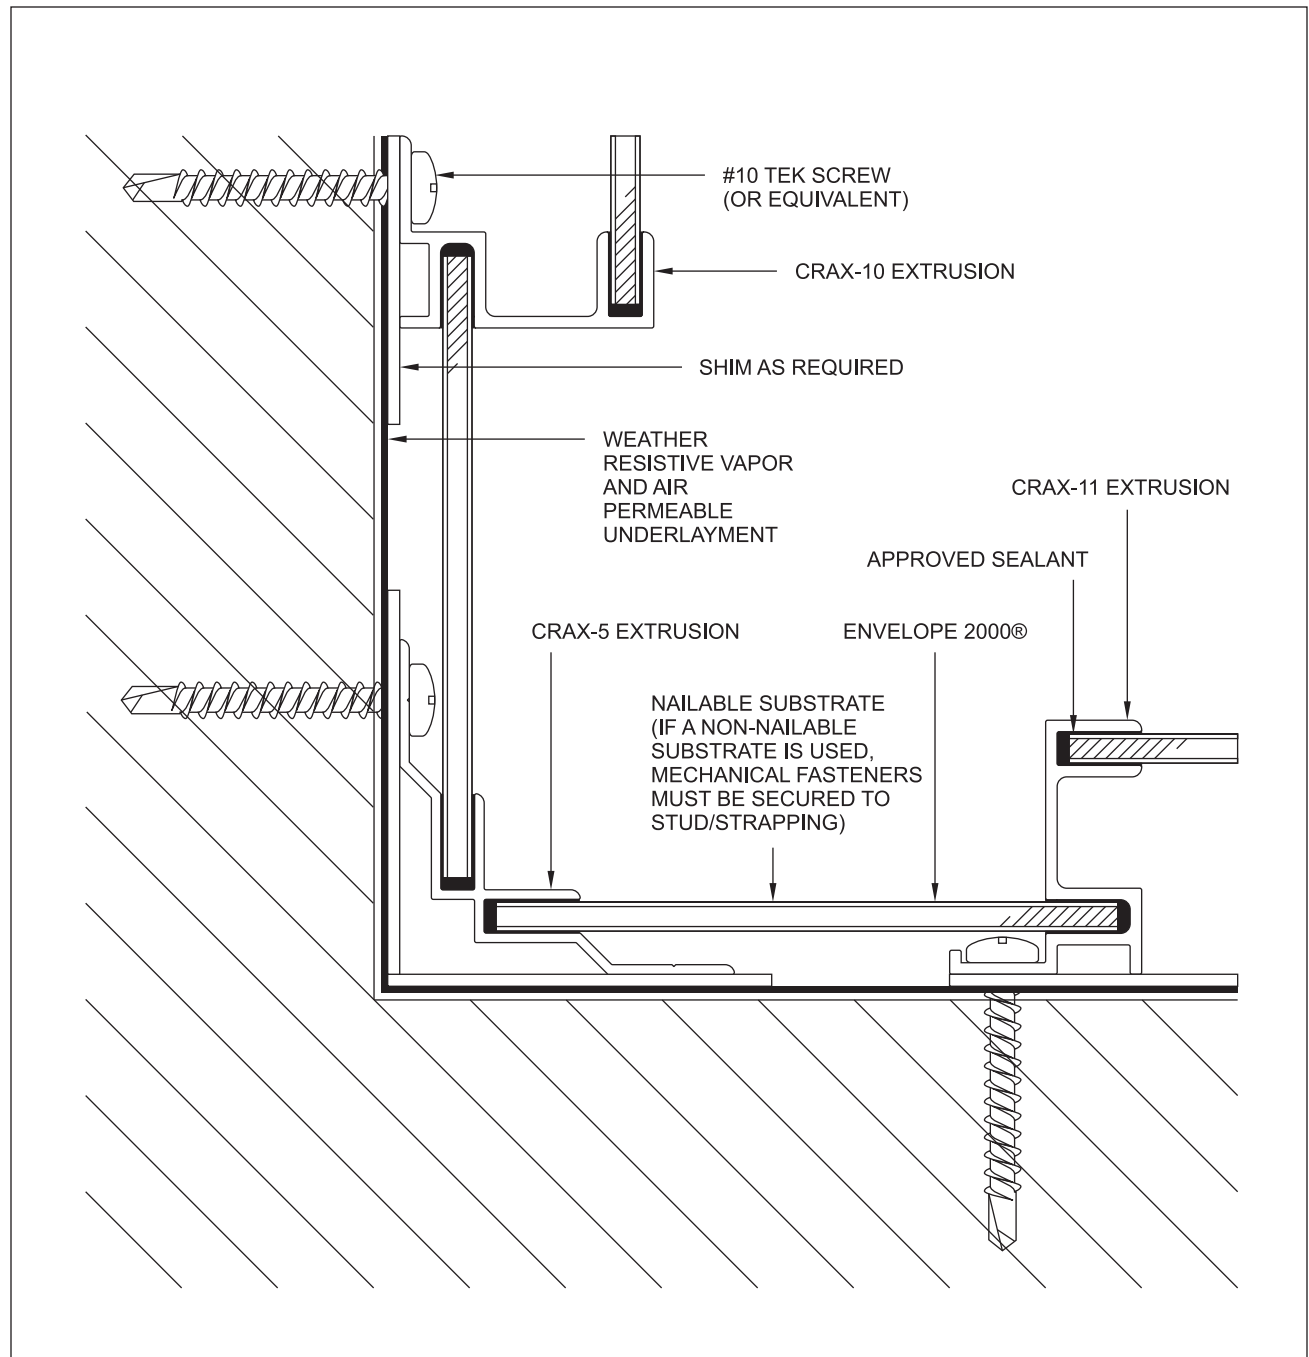 #10 TEK SCREW
(OR EQUIVALENT)
CRAX-10 EXTRUSION
SHIM AS REQUIRED
WEATHER
RESISTIVE VAPOR
AND AIR
PERMEABLE
UNDERLAYMENT
CRAX-11 EXTRUSION
APPROVED SEALANT
CRAX-5 EXTRUSION
ENVELOPE 2000®
NAILABLE SUBSTRATE
(IF A NON-NAILABLE
SUBSTRATE IS USED,
MECHANICAL FASTENERS
MUST BE SECURED TO
STUD/STRAPPING)